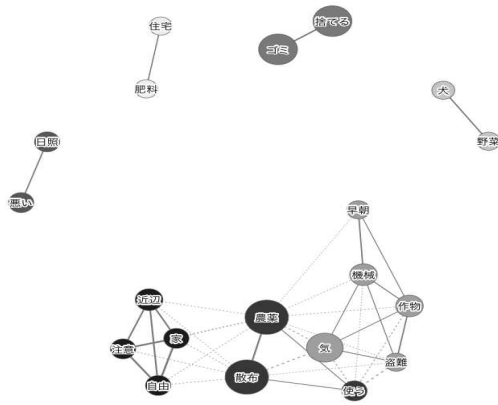 捨てる
住宅
ゴミ
肥料
犬
野菜
日照
悪い
早朝
機械
近辺
作物
農薬
家
注意
気
盗難
散布
自由
使う